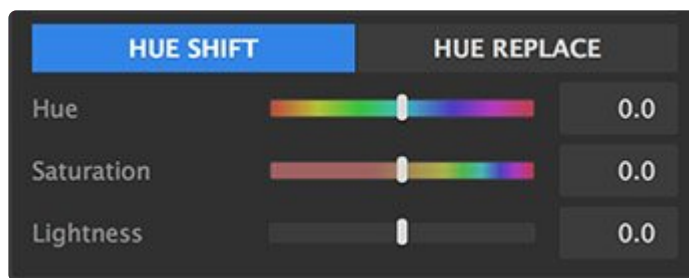 HUE SHIFT HUE REPLACE
Hue 0.0
Saturation 0.0
Lightness 0.0